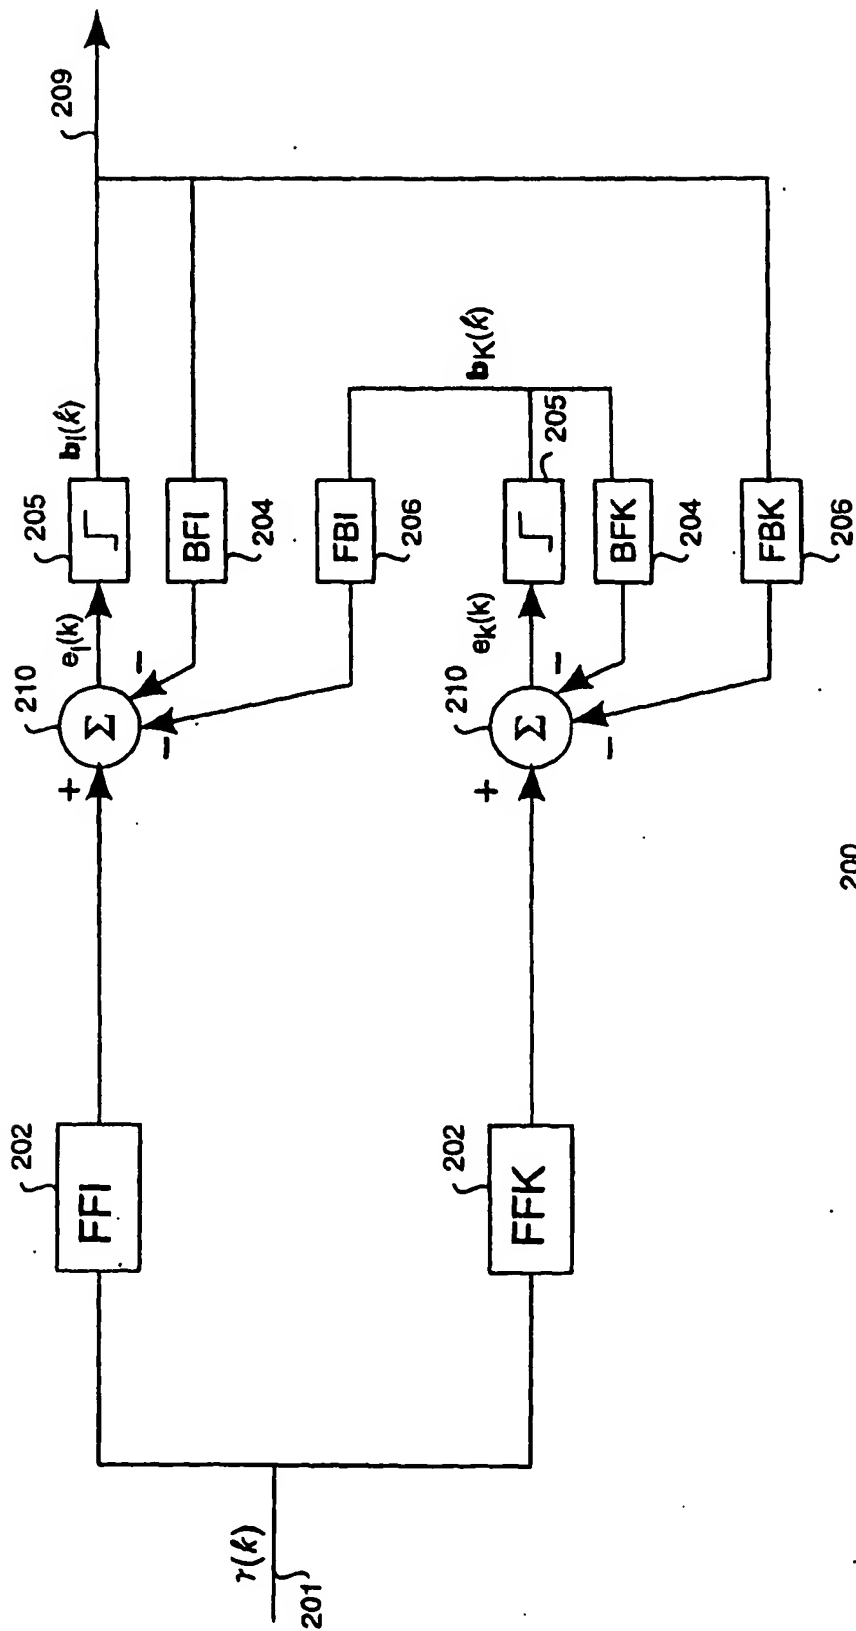 r(k)
201
202
FFI
202
FFK
+
210
Σ
−
−
e_I(k)
205
b_I(k)
BFI
204
FBI
206
209
+
210
Σ
−
−
e_K(k)
205
b_K(k)
BFK
204
FBK
206
200